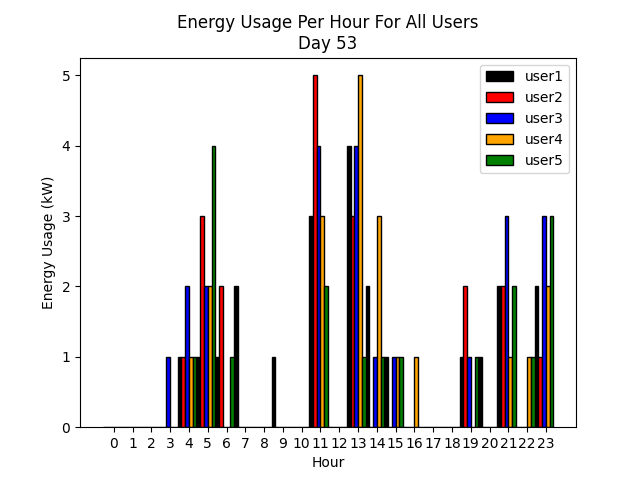 Energy Usage Per Hour For All Users
Day 53
user1
user2
user3
user4
user5
Energy Usage (kW)
5
4
3
2
1
0
0 1 2 3 4 5 6 7 8 9 10 11 12 13 14 15 16 17 18 19 20 21 22 23
Hour